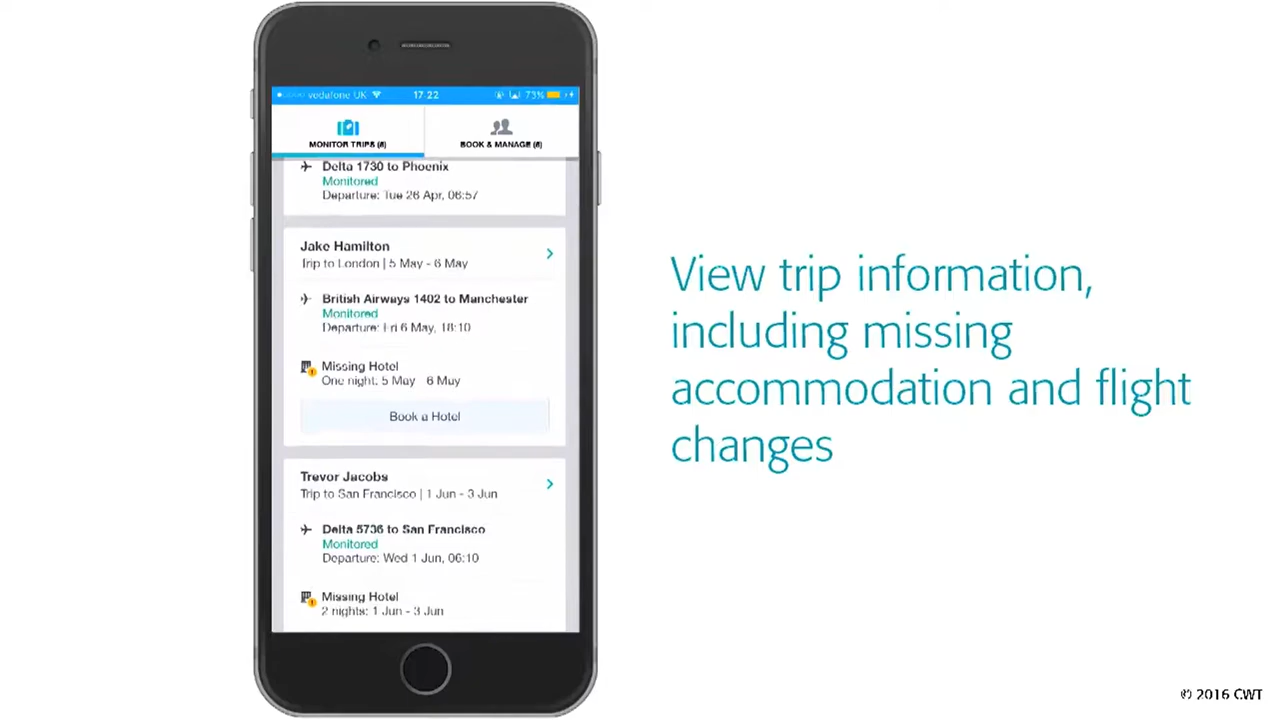 vodafone UK
17:22
73%
MONITOR TRIPS (6)
BOOK & MANAGE (6)
Delta 1730 to Phoenix
Monitored
Departure: Tue 26 Apr, 06:57
Jake Hamilton
Trip to London | 5 May - 6 May
British Airways 1402 to Manchester
Monitored
Departure: Fri 6 May, 18:10
Missing Hotel
One night: 5 May - 6 May
Book a Hotel
Trevor Jacobs
Trip to San Francisco | 1 Jun - 3 Jun
Delta 5736 to San Francisco
Monitored
Departure: Wed 1 Jun, 06:10
Missing Hotel
2 nights: 1 Jun - 3 Jun
View trip information,
including missing
accommodation and flight
changes
© 2016 CWT